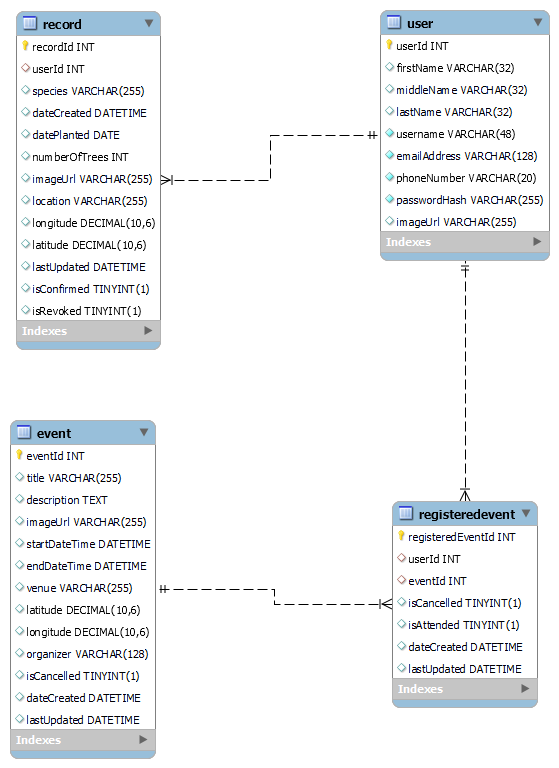 record
recordId INT
userId INT
species VARCHAR(255)
dateCreated DATETIME
datePlanted DATE
numberOfTrees INT
imageUrl VARCHAR(255)
location VARCHAR(255)
longitude DECIMAL(10,6)
latitude DECIMAL(10,6)
lastUpdated DATETIME
isConfirmed TINYINT(1)
isRevoked TINYINT(1)
Indexes
user
userId INT
firstName VARCHAR(32)
middleName VARCHAR(32)
lastName VARCHAR(32)
username VARCHAR(48)
emailAddress VARCHAR(128)
phoneNumber VARCHAR(20)
passwordHash VARCHAR(255)
imageUrl VARCHAR(255)
Indexes
event
eventId INT
title VARCHAR(255)
description TEXT
imageUrl VARCHAR(255)
startDateTime DATETIME
endDateTime DATETIME
venue VARCHAR(255)
latitude DECIMAL(10,6)
longitude DECIMAL(10,6)
organizer VARCHAR(128)
isCancelled TINYINT(1)
dateCreated DATETIME
lastUpdated DATETIME
Indexes
registeredevent
registeredEventId INT
userId INT
eventId INT
isCancelled TINYINT(1)
isAttended TINYINT(1)
dateCreated DATETIME
lastUpdated DATETIME
Indexes